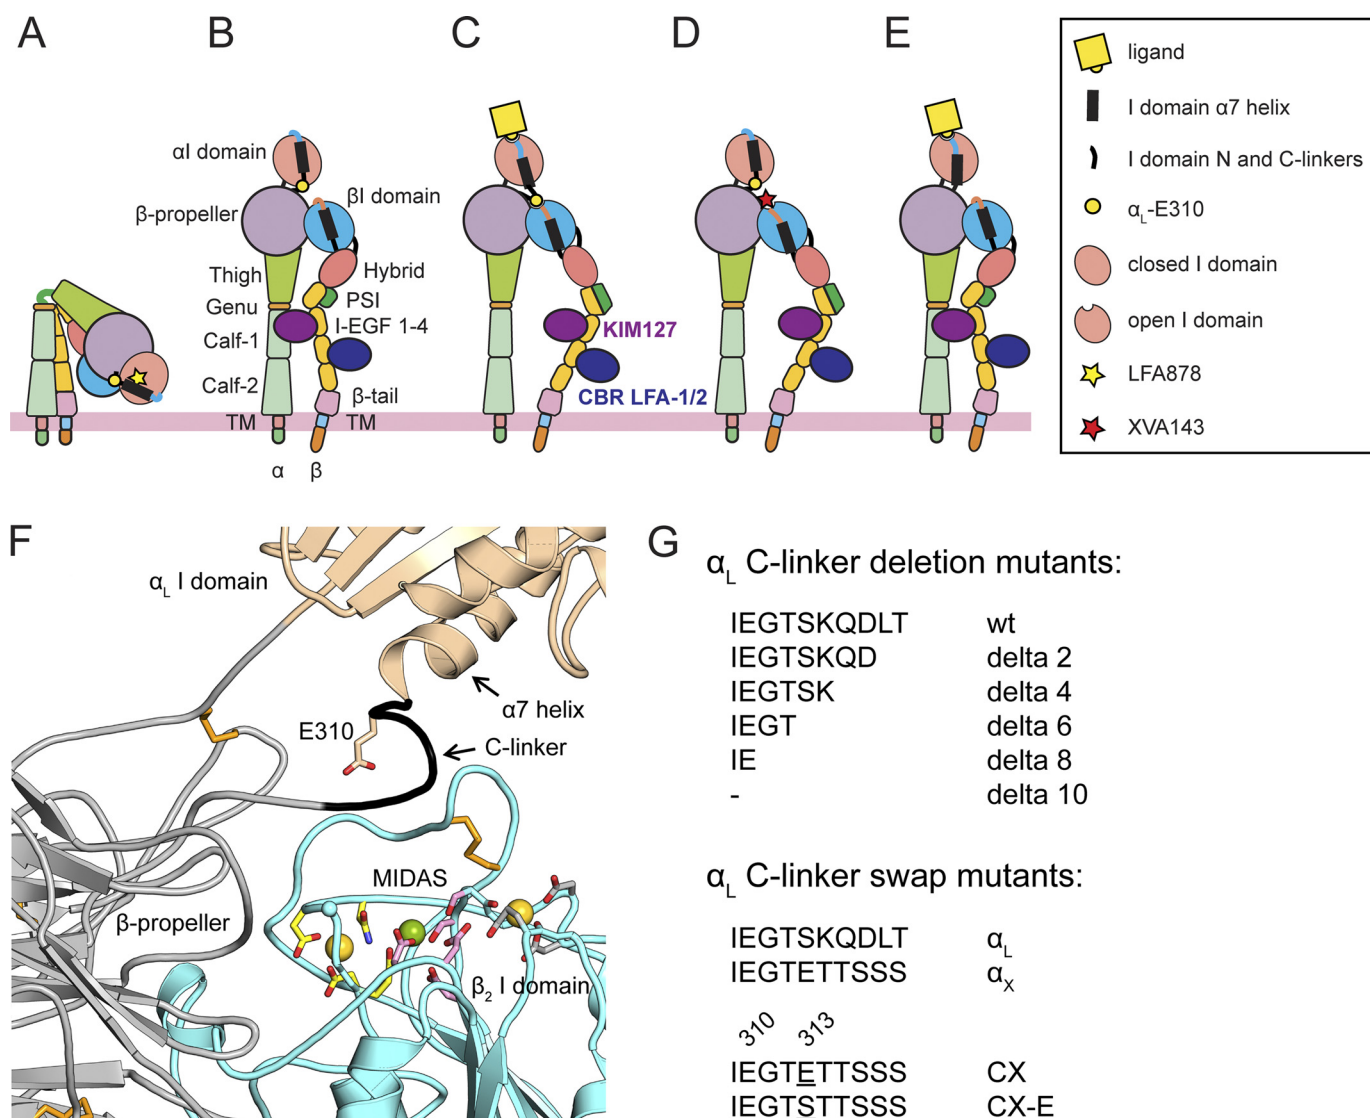 A
B
C
D
E
ligand
I domain α7 helix
I domain N and C-linkers
αL-E310
closed I domain
open I domain
LFA878
XVA143
αI domain
βI domain
β-propeller
Thigh
Hybrid
Genu
PSI
I-EGF 1-4
Calf-1
KIM127
Calf-2
β-tail
CBR LFA-1/2
TM
TM
α
β
F
αL I domain
α7 helix
E310
C-linker
MIDAS
β-propeller
β2 I domain
G
αL C-linker deletion mutants:
IEGTSKQDLT wt
IEGTSKQD delta 2
IEGTSK delta 4
IEGT delta 6
IE delta 8
- delta 10
αL C-linker swap mutants:
IEGTSKQDLT αL
IEGTETTSSS αX
310 313
IEGTETTSSS CX
IEGTSTTSSS CX-E